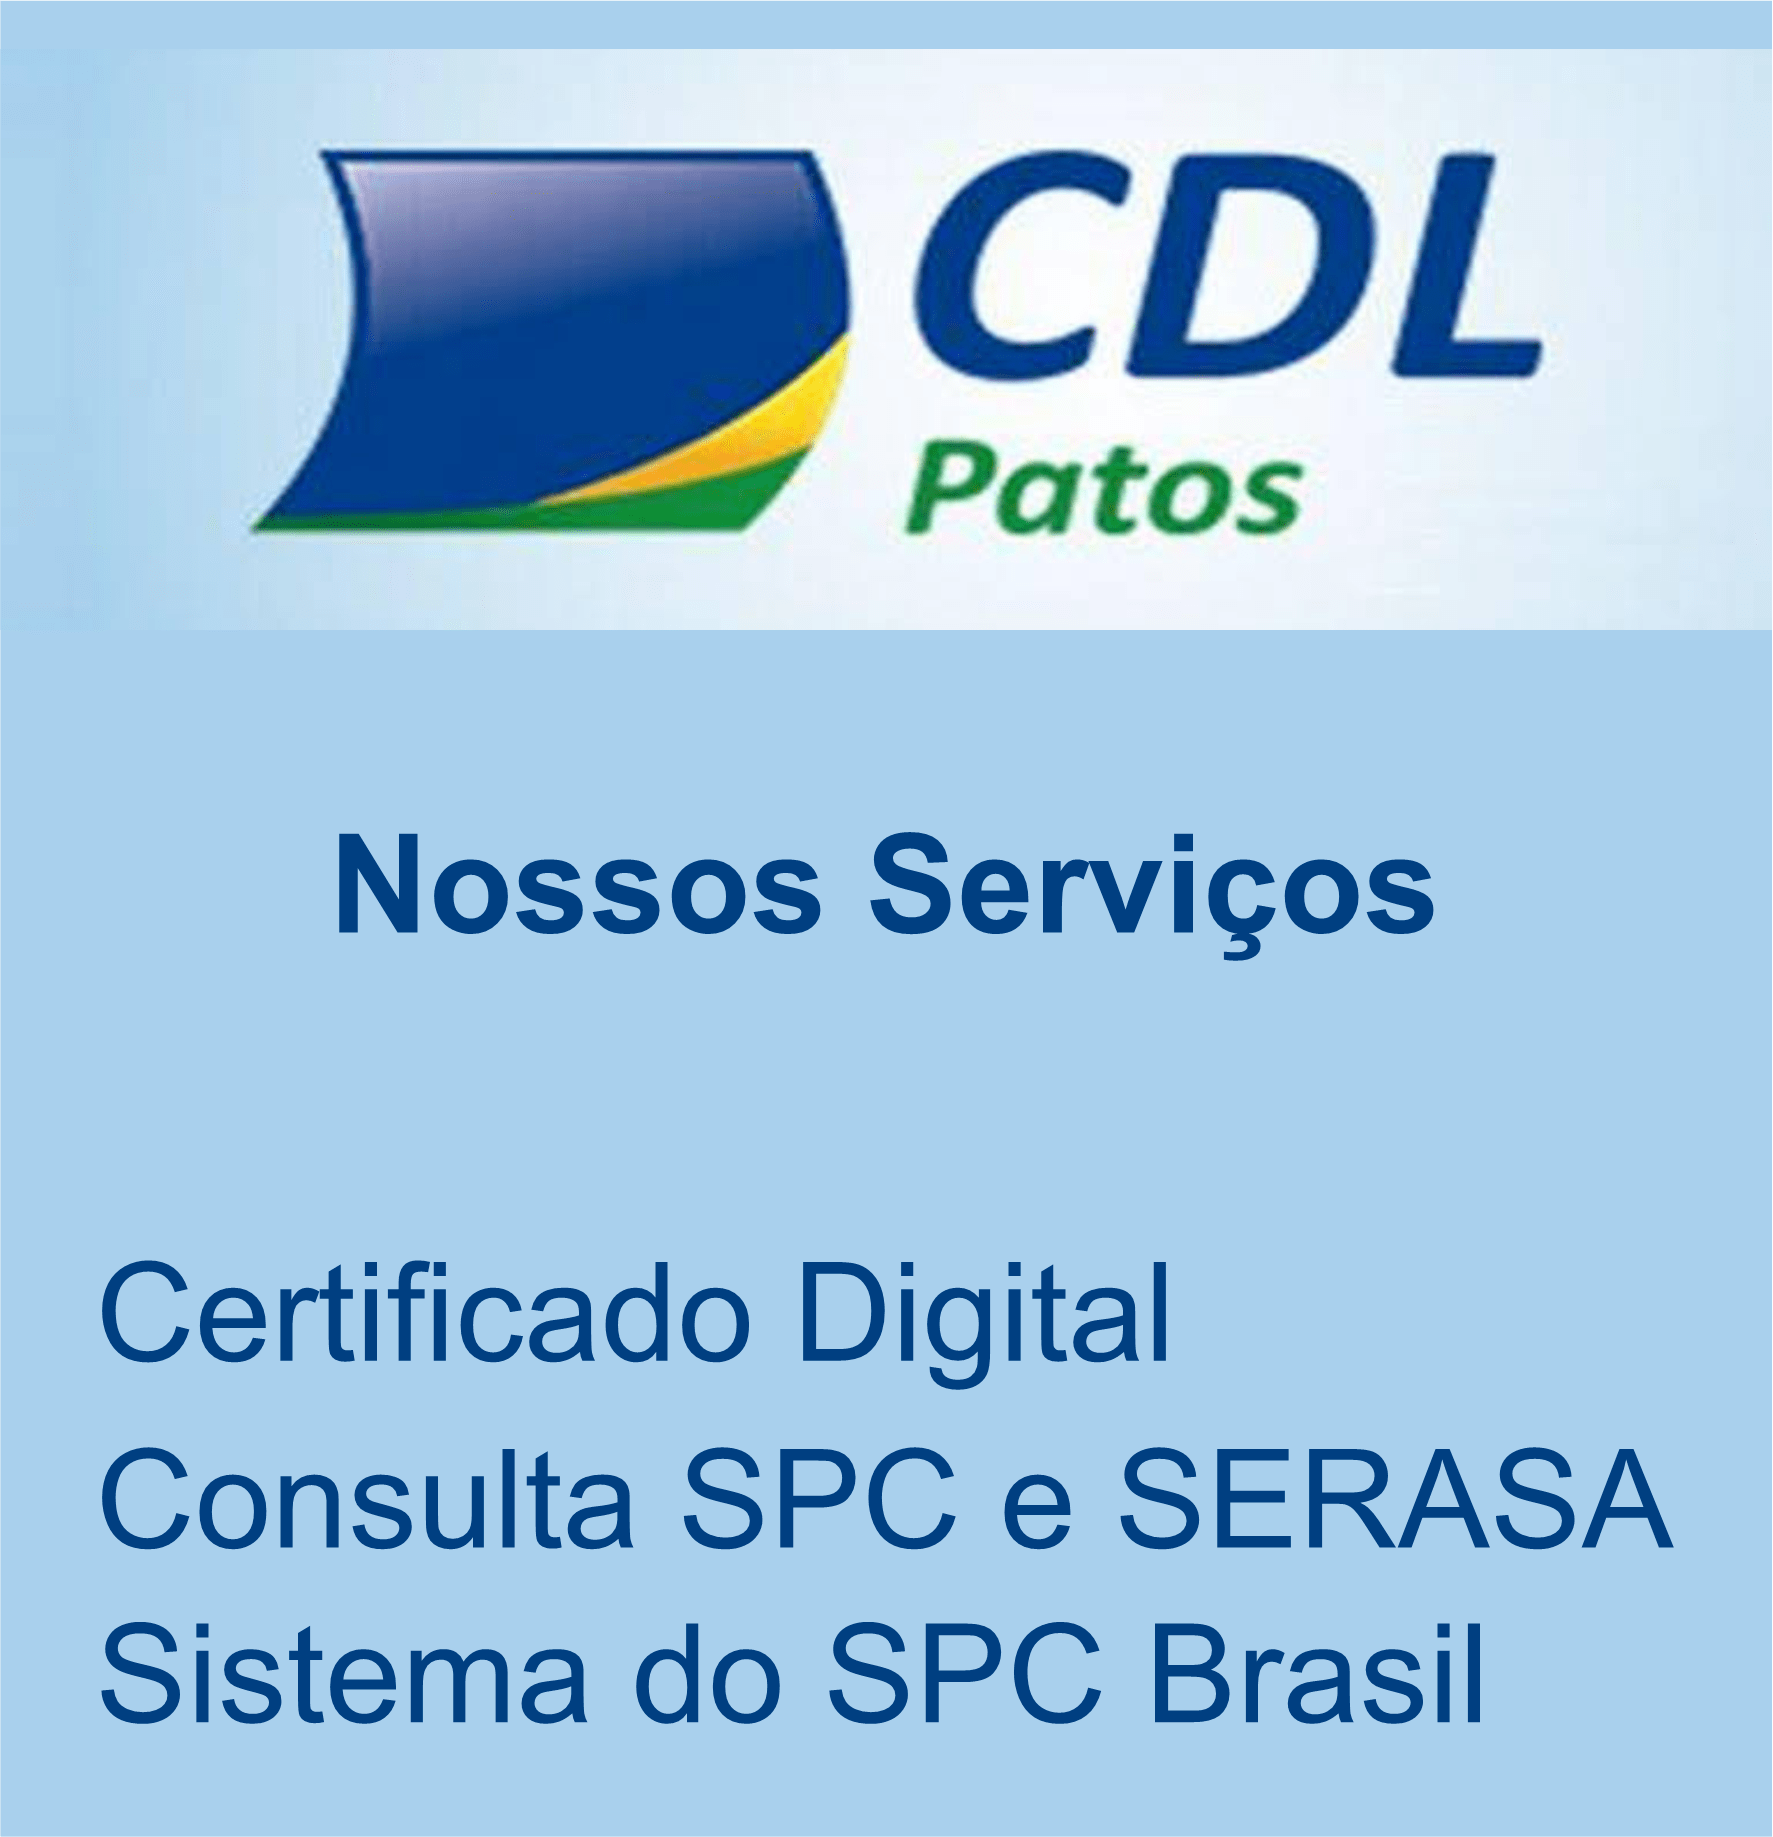 CDL
Patos
Nossos Serviços
Certificado Digital
Consulta SPC e SERASA
Sistema do SPC Brasil